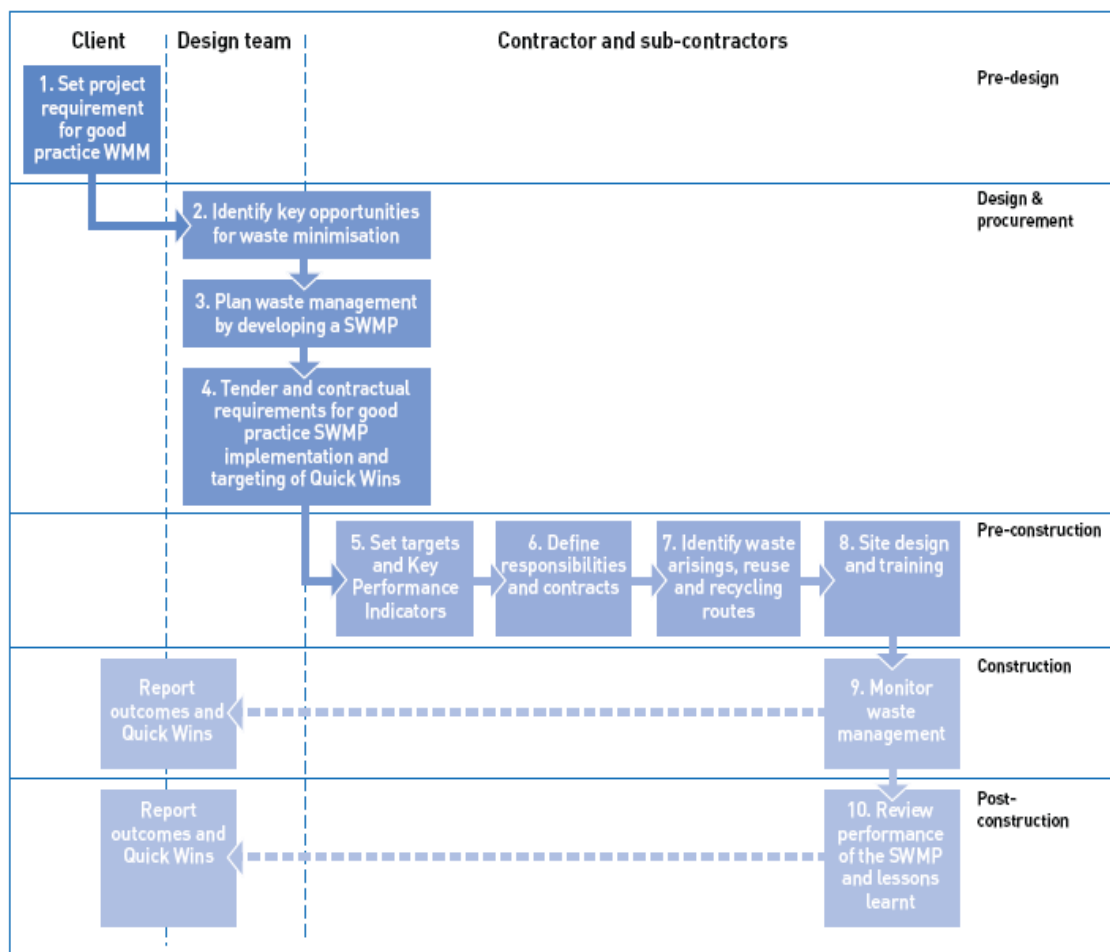 Client
Design team
Contractor and sub-contractors
Pre-design
1. Set project
requirement
for good
practice WMM
Design &
procurement
2. Identify key opportunities
for waste minimisation
3. Plan waste management
by developing a SWMP
4. Tender and contractual
requirements for good
practice SWMP
implementation and
targeting of Quick Wins
Pre-construction
5. Set targets
and Key
Performance
Indicators
6. Define
responsibilities
and contracts
7. Identify waste
arisings, reuse
and recycling
routes
8. Site design
and training
Construction
Report
outcomes and
Quick Wins
9. Monitor
waste
management
Post-
construction
Report
outcomes and
Quick Wins
10. Review
performance
of the SWMP
and lessons
learnt